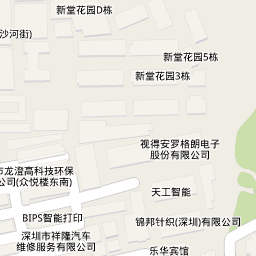 新堂花园D栋
沙河街)
新堂花园5栋
新堂花园3栋
视得安罗格朗电子
股份有限公司
市龙澄高科技环保
公司(众悦楼东南)
天工智能
BIPS智能打印
锦邦针织(深圳)有限公司
深圳市祥隆汽车
维修服务有限公司
乐华宾馆